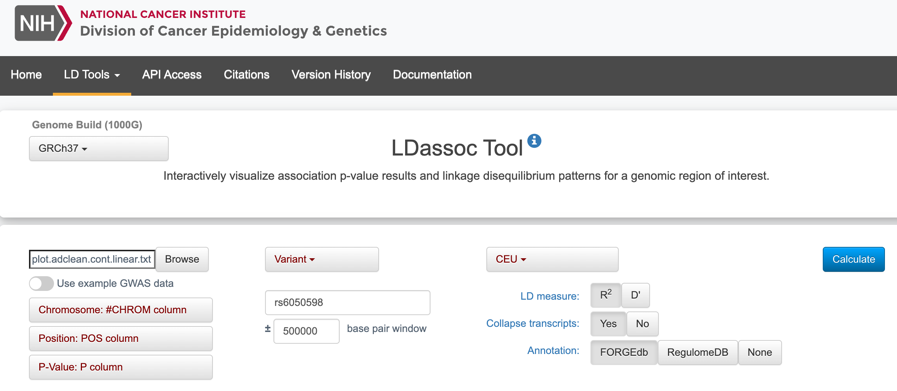 NIH
NATIONAL CANCER INSTITUTE
Division of Cancer Epidemiology & Genetics
Home LD Tools API Access Citations Version History Documentation
Genome Build (1000G)
GRCh37
LDassoc Tool i
Interactively visualize association p-value results and linkage disequilibrium patterns for a genomic region of interest.
plot.adclean.cont.linear.txt Browse Variant CEU Calculate
Use example GWAS data
Chromosome: #CHROM column
Position: POS column
P-Value: P column
rs6050598
± 500000 base pair window
LD measure: R² D'
Collapse transcripts: Yes No
Annotation: FORGEdb RegulomeDB None